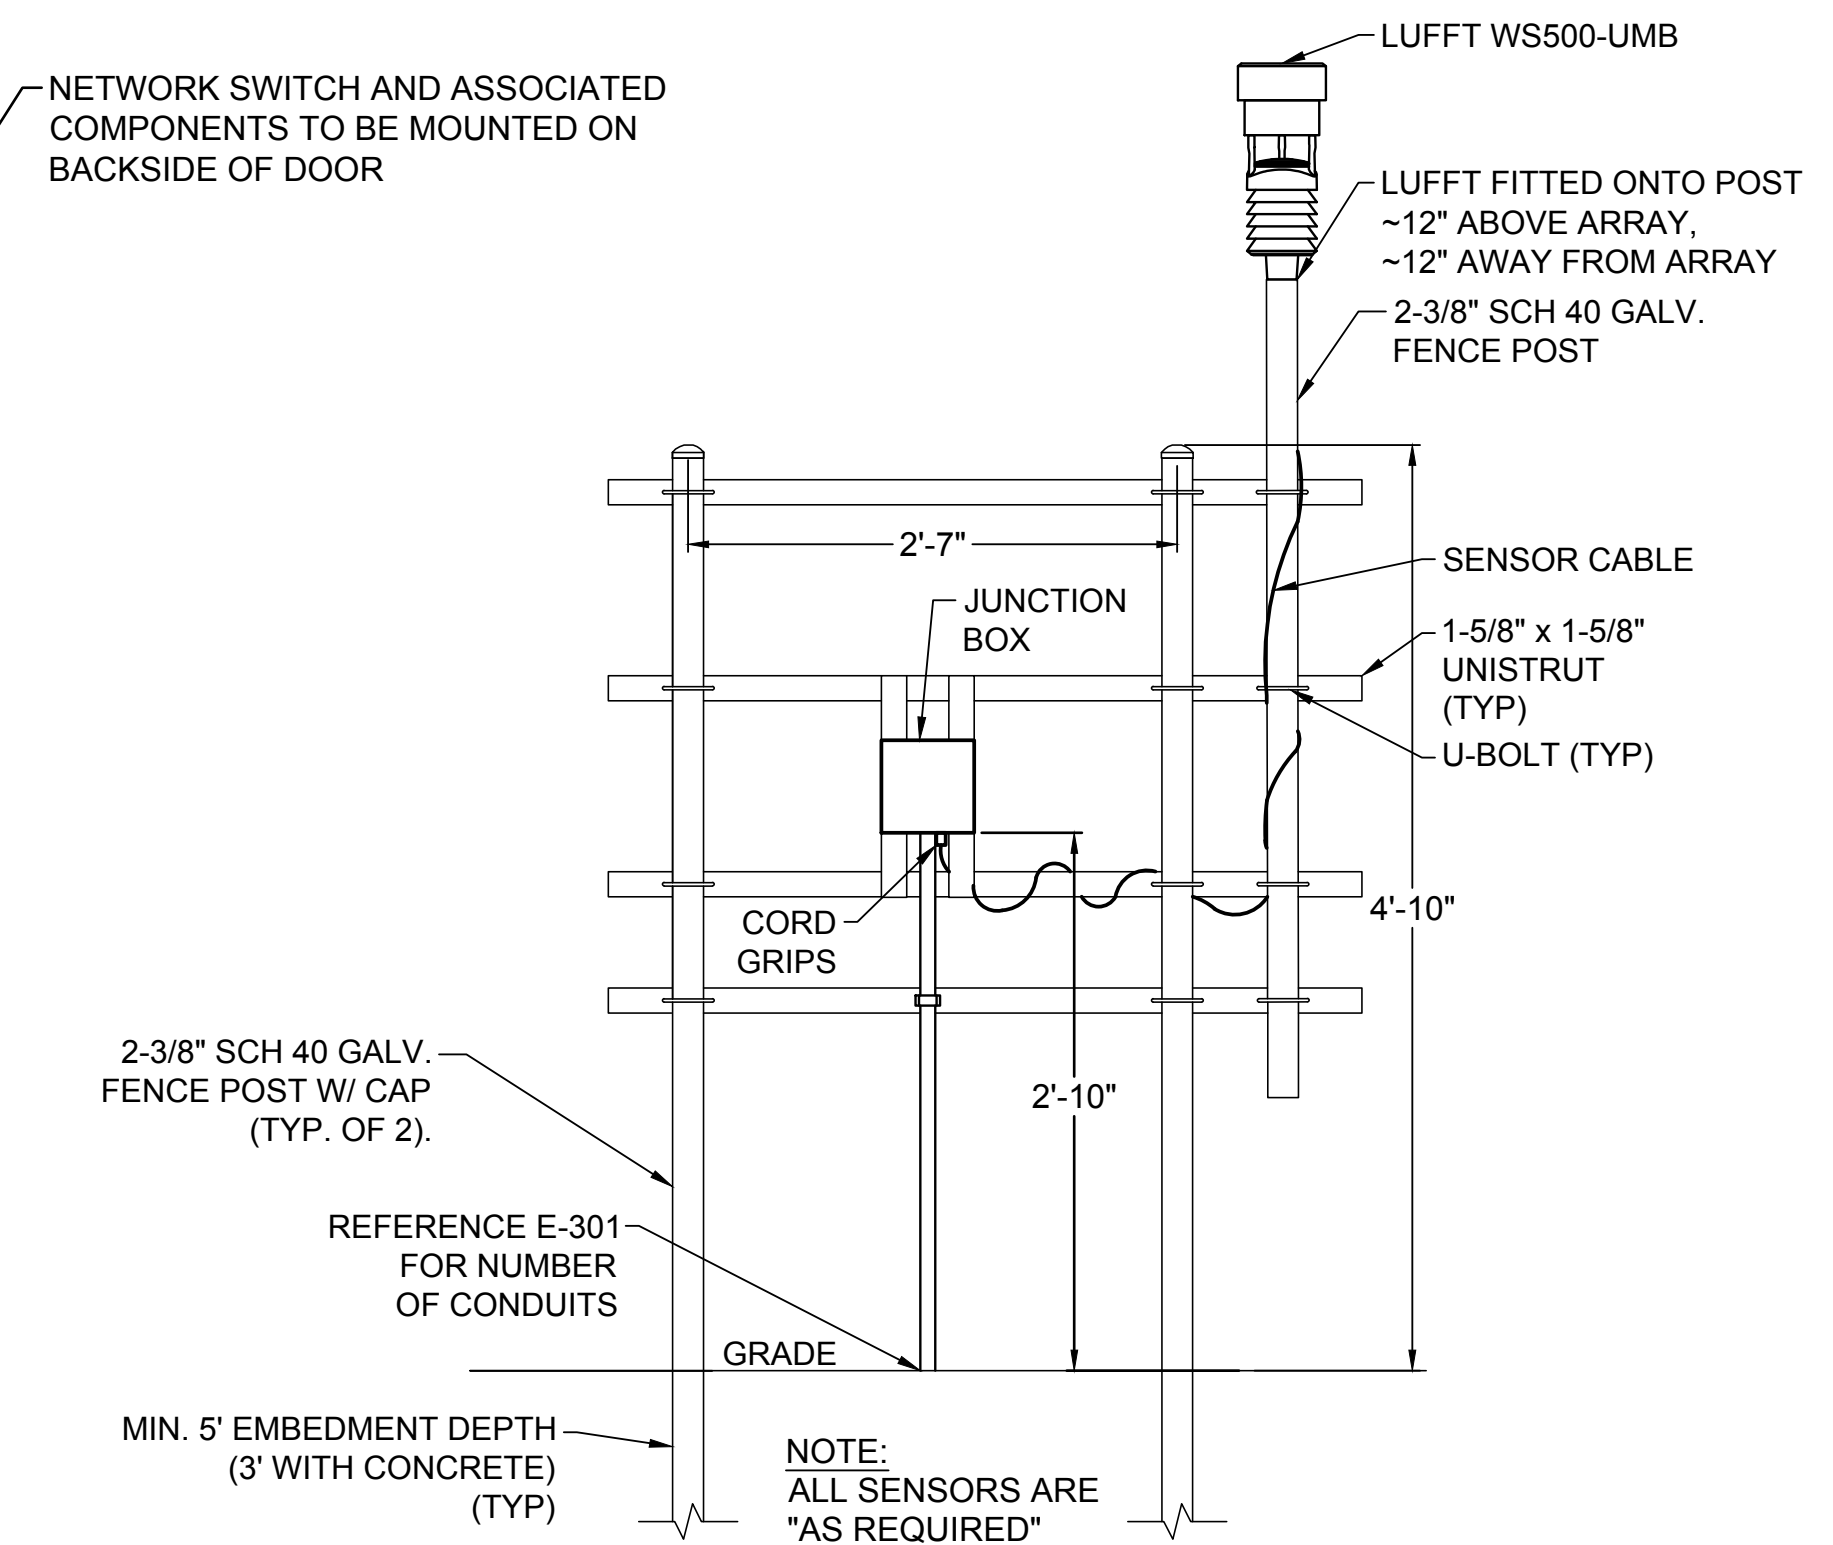 LUFFT WS500-UMB
NETWORK SWITCH AND ASSOCIATED
COMPONENTS TO BE MOUNTED ON
BACKSIDE OF DOOR
LUFFT FITTED ONTO POST
~12" ABOVE ARRAY,
~12" AWAY FROM ARRAY
2-3/8" SCH 40 GALV.
FENCE POST
2'-7"
SENSOR CABLE
JUNCTION
BOX
1-5/8" x 1-5/8"
UNISTRUT
(TYP)
U-BOLT (TYP)
4'-10"
CORD
GRIPS
2'-10"
2-3/8" SCH 40 GALV.
FENCE POST W/ CAP
(TYP. OF 2).
REFERENCE E-301
FOR NUMBER
OF CONDUITS
GRADE
MIN. 5' EMBEDMENT DEPTH
(3' WITH CONCRETE)
(TYP)
NOTE:
ALL SENSORS ARE
"AS REQUIRED"